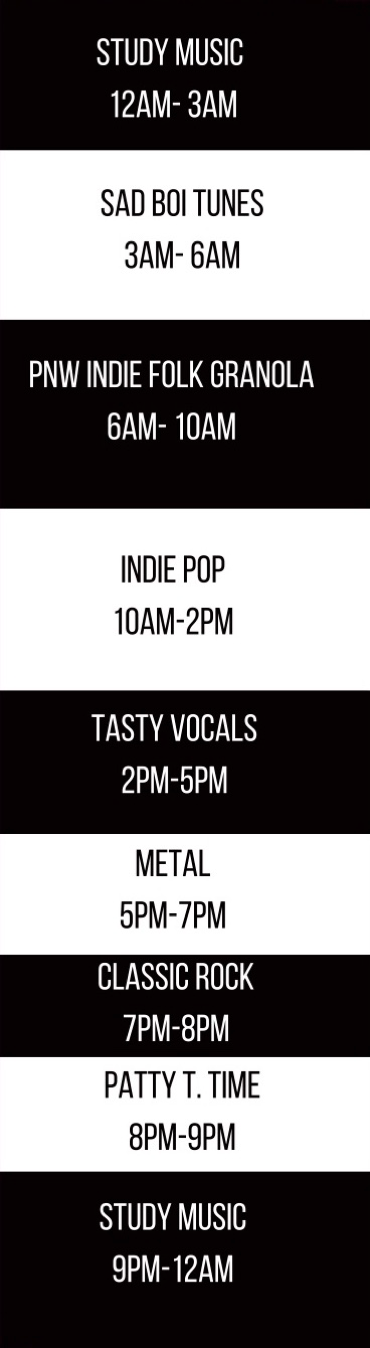 STUDY MUSIC
12AM- 3AM
SAD BOI TUNES
3AM- 6AM
PNW INDIE FOLK GRANOLA
6AM- 10AM
INDIE POP
10AM-2PM
TASTY VOCALS
2PM-5PM
METAL
5PM-7PM
CLASSIC ROCK
7PM-8PM
PATTY T. TIME
8PM-9PM
STUDY MUSIC
9PM-12AM